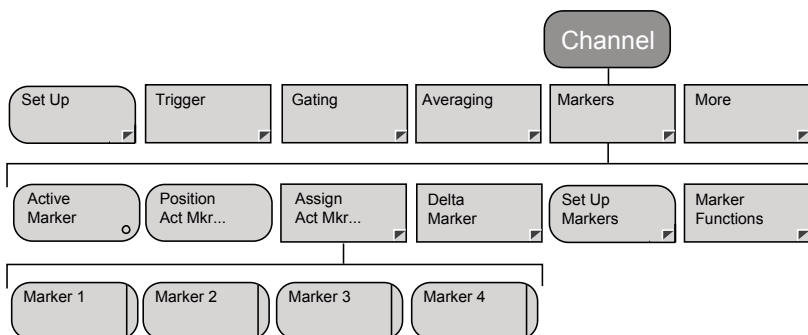 Channel
Set Up
Trigger
Gating
Averaging
Markers
More
Active
Marker
Position
Act Mkr...
Assign
Act Mkr...
Delta
Marker
Set Up
Markers
Marker
Functions
Marker 1
Marker 2
Marker 3
Marker 4